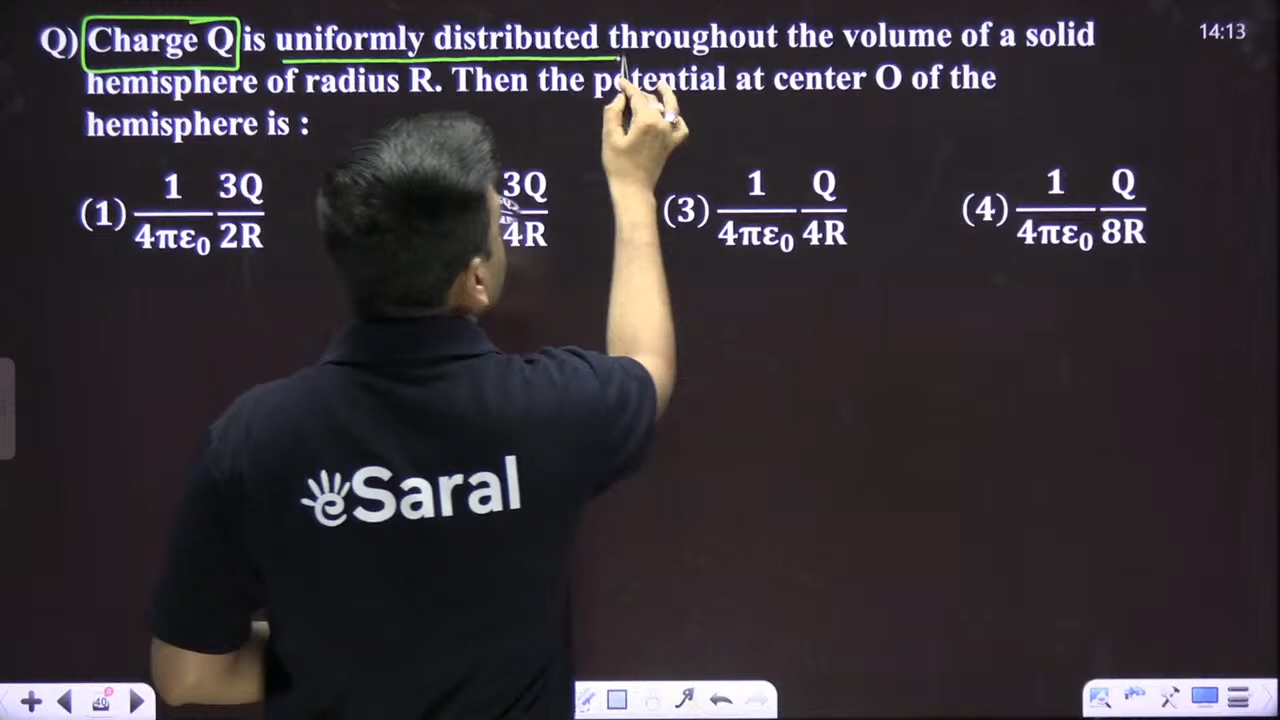 Q) Charge Q is uniformly distributed throughout the volume of a solid
hemisphere of radius R. Then the potential at center O of the
hemisphere is :
(1) 1/4πε₀ 3Q/2R 3Q/4R (3) 1/4πε₀ Q/4R (4) 1/4πε₀ Q/8R
14:13
eSaral
40